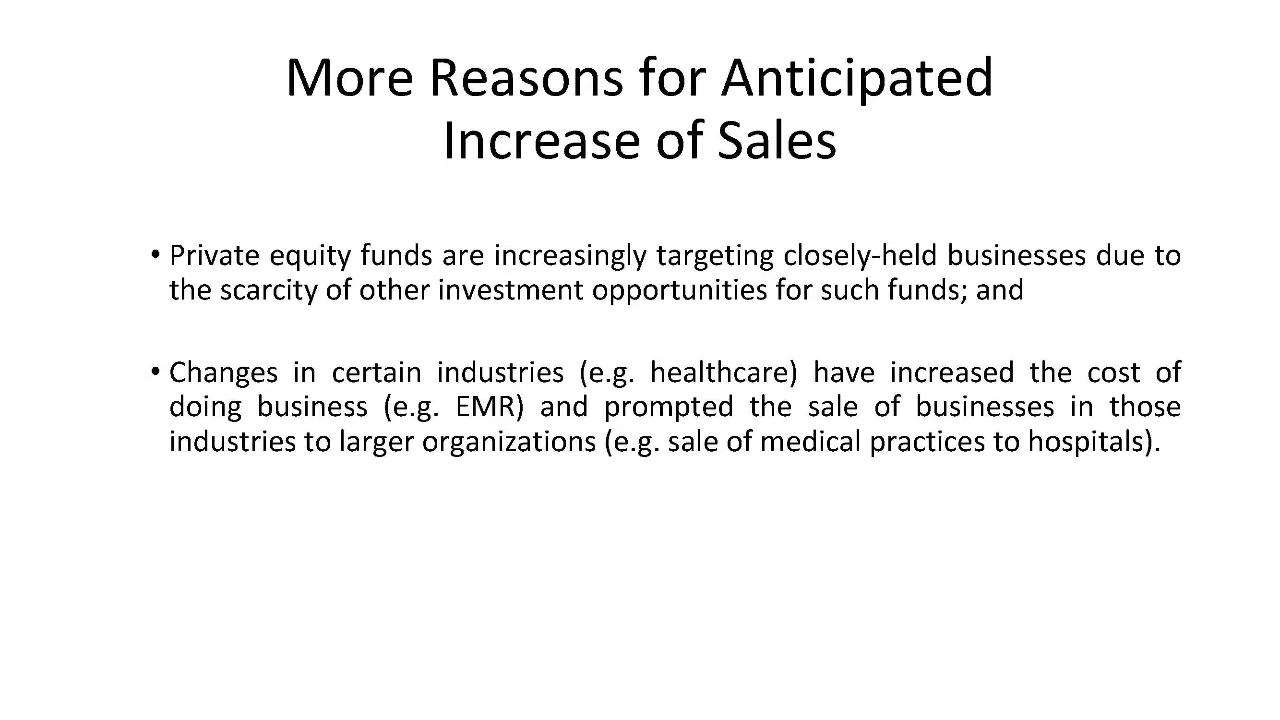 More Reasons for Anticipated
Increase of Sales
• Private equity funds are increasingly targeting closely-held businesses due to
the scarcity of other investment opportunities for such funds; and
• Changes in certain industries (e.g. healthcare) have increased the cost of
doing business (e.g. EMR) and prompted the sale of businesses in those
industries to larger organizations (e.g. sale of medical practices to hospitals).